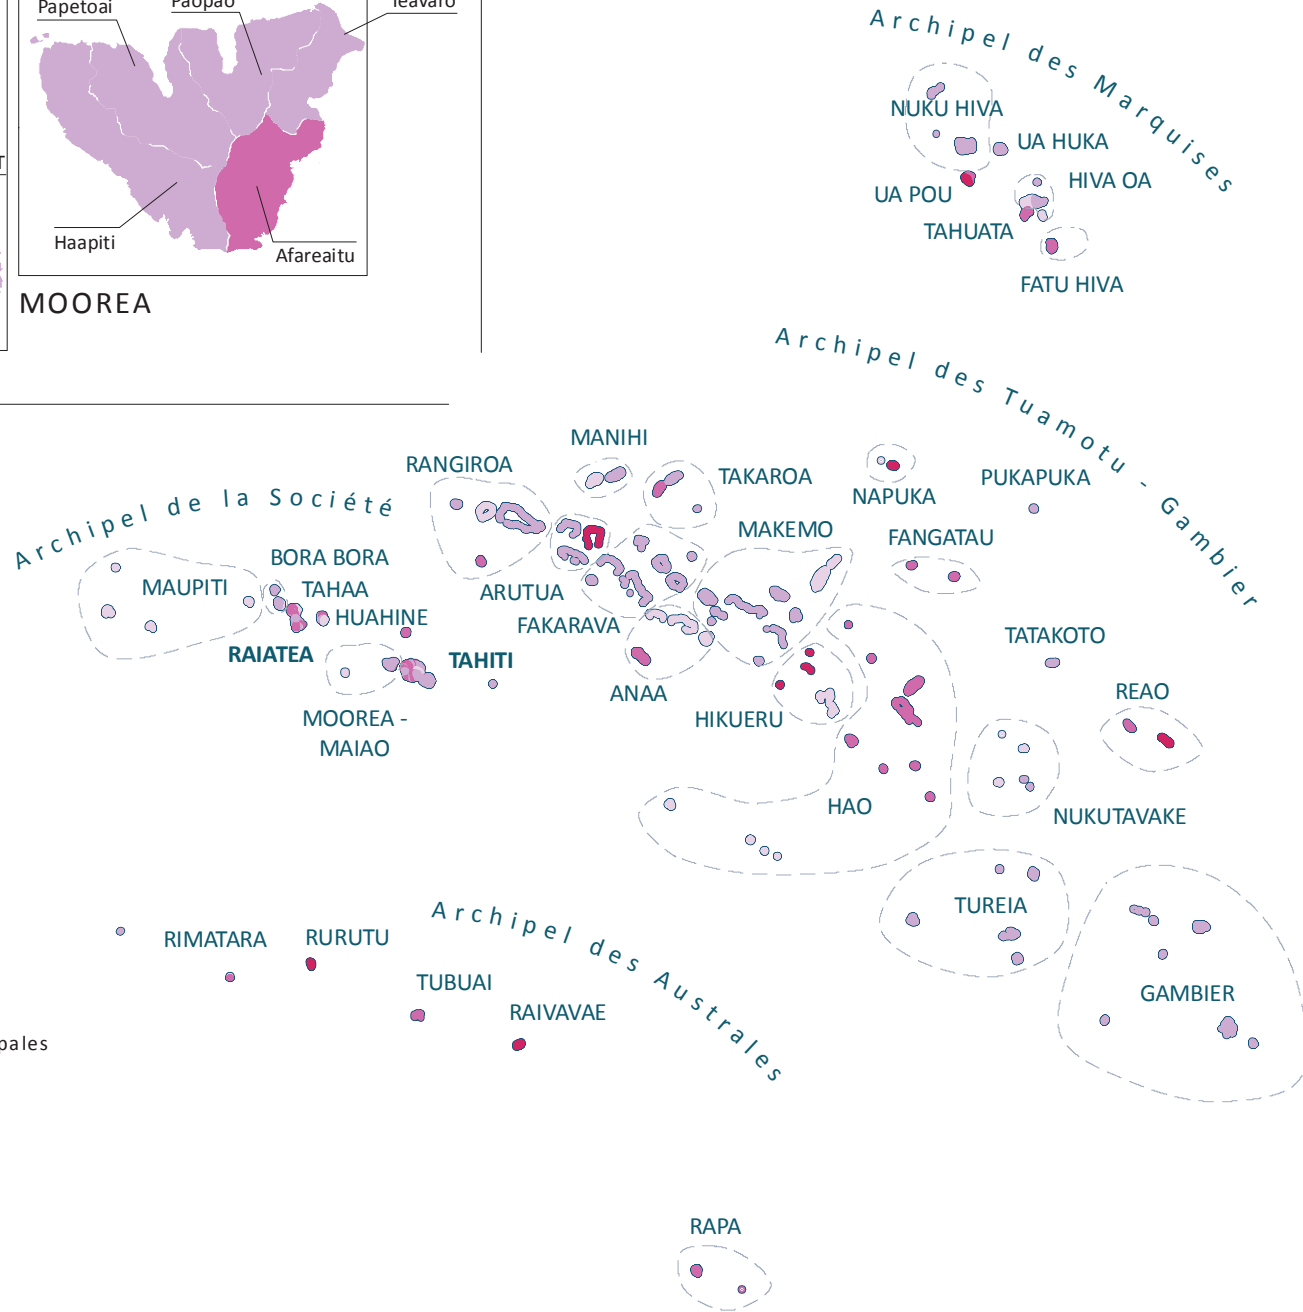 Papetoai
Paopao
Teavaro
Haapiti
Afareaitu
MOOREA
Archipel des Marquises
NUKU HIVA
UA HUKA
HIVA OA
UA POU
TAHUATA
FATU HIVA
Archipel des Tuamotu - Gambier
MANIHI
RANGIROA
TAKAROA
NAPUKA
PUKAPUKA
MAKEMO
FANGATAU
Archipel de la Société
BORA BORA
MAUPITI
TAHAA
ARUTUA
HUAHINE
FAKARAVA
TATAKOTO
RAIATEA
TAHITI
ANAA
REAO
HIKUERU
MOOREA -
MAIAO
HAO
NUKUTAVAKE
TUREIA
Archipel des Australes
RIMATARA
RURUTU
TUBUAI
GAMBIER
RAIVAVAE
pales
RAPA